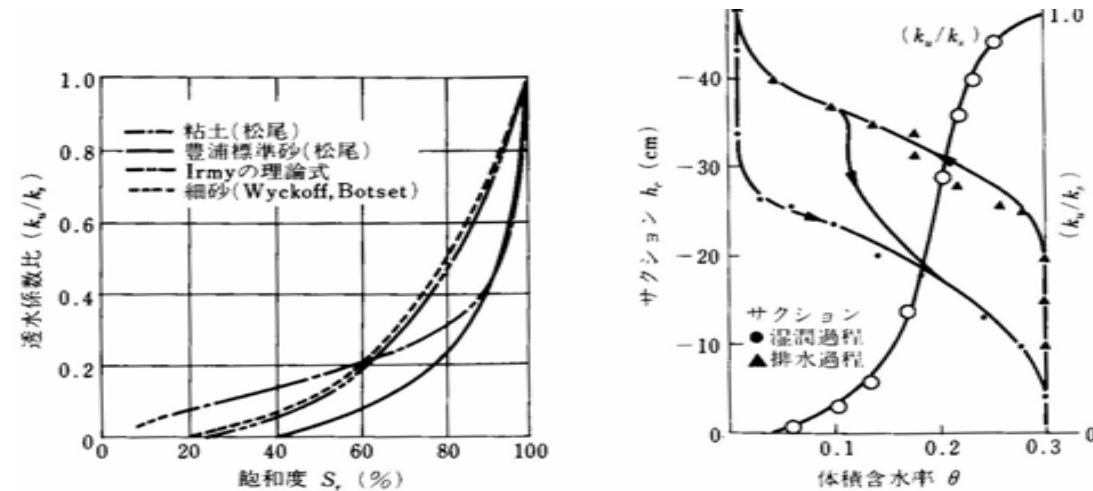 透水係数比 (ku/ks)
1.0
0.8
0.6
0.4
0.2
0
粘土(松尾)
豊浦標準砂(松尾)
Irmyの理論式
細砂(Wyckoff, Botset)
0 20 40 60 80 100
飽和度 Sr (%)
サクション hr (cm)
-40
-30
-20
-10
0
(ku/ks)
1.0
(ku/ks)
0
サクション
●湿潤過程
▲排水過程
0.1 0.2 0.3
体積含水率 θ